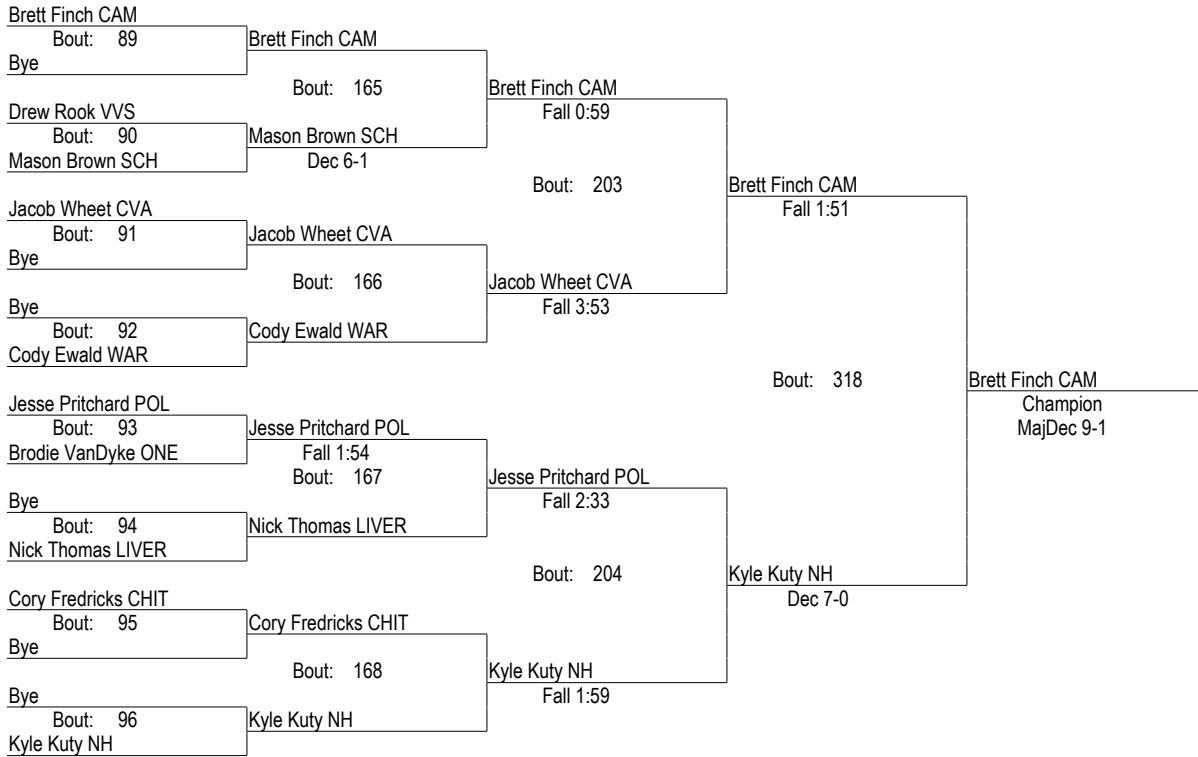 Brett Finch CAM
Bout: 89
Bye
Drew Rook VVS
Bout: 90
Mason Brown SCH
Jacob Wheet CVA
Bout: 91
Bye
Bye
Bout: 92
Cody Ewald WAR
Jesse Pritchard POL
Bout: 93
Brodie VanDyke ONE
Bye
Bout: 94
Nick Thomas LIVER
Cory Fredricks CHIT
Bout: 95
Bye
Bye
Bout: 96
Kyle Kuty NH
Brett Finch CAM
Bout: 165
Mason Brown SCH
Dec 6-1
Jacob Wheet CVA
Bout: 166
Cody Ewald WAR
Jesse Pritchard POL
Fall 1:54
Bout: 167
Nick Thomas LIVER
Cory Fredricks CHIT
Bout: 168
Kyle Kuty NH
Brett Finch CAM
Fall 0:59
Bout: 203
Jacob Wheet CVA
Fall 3:53
Jesse Pritchard POL
Fall 2:33
Bout: 204
Kyle Kuty NH
Fall 1:59
Brett Finch CAM
Fall 1:51
Bout: 318
Kyle Kuty NH
Dec 7-0
Brett Finch CAM
Champion
MajDec 9-1